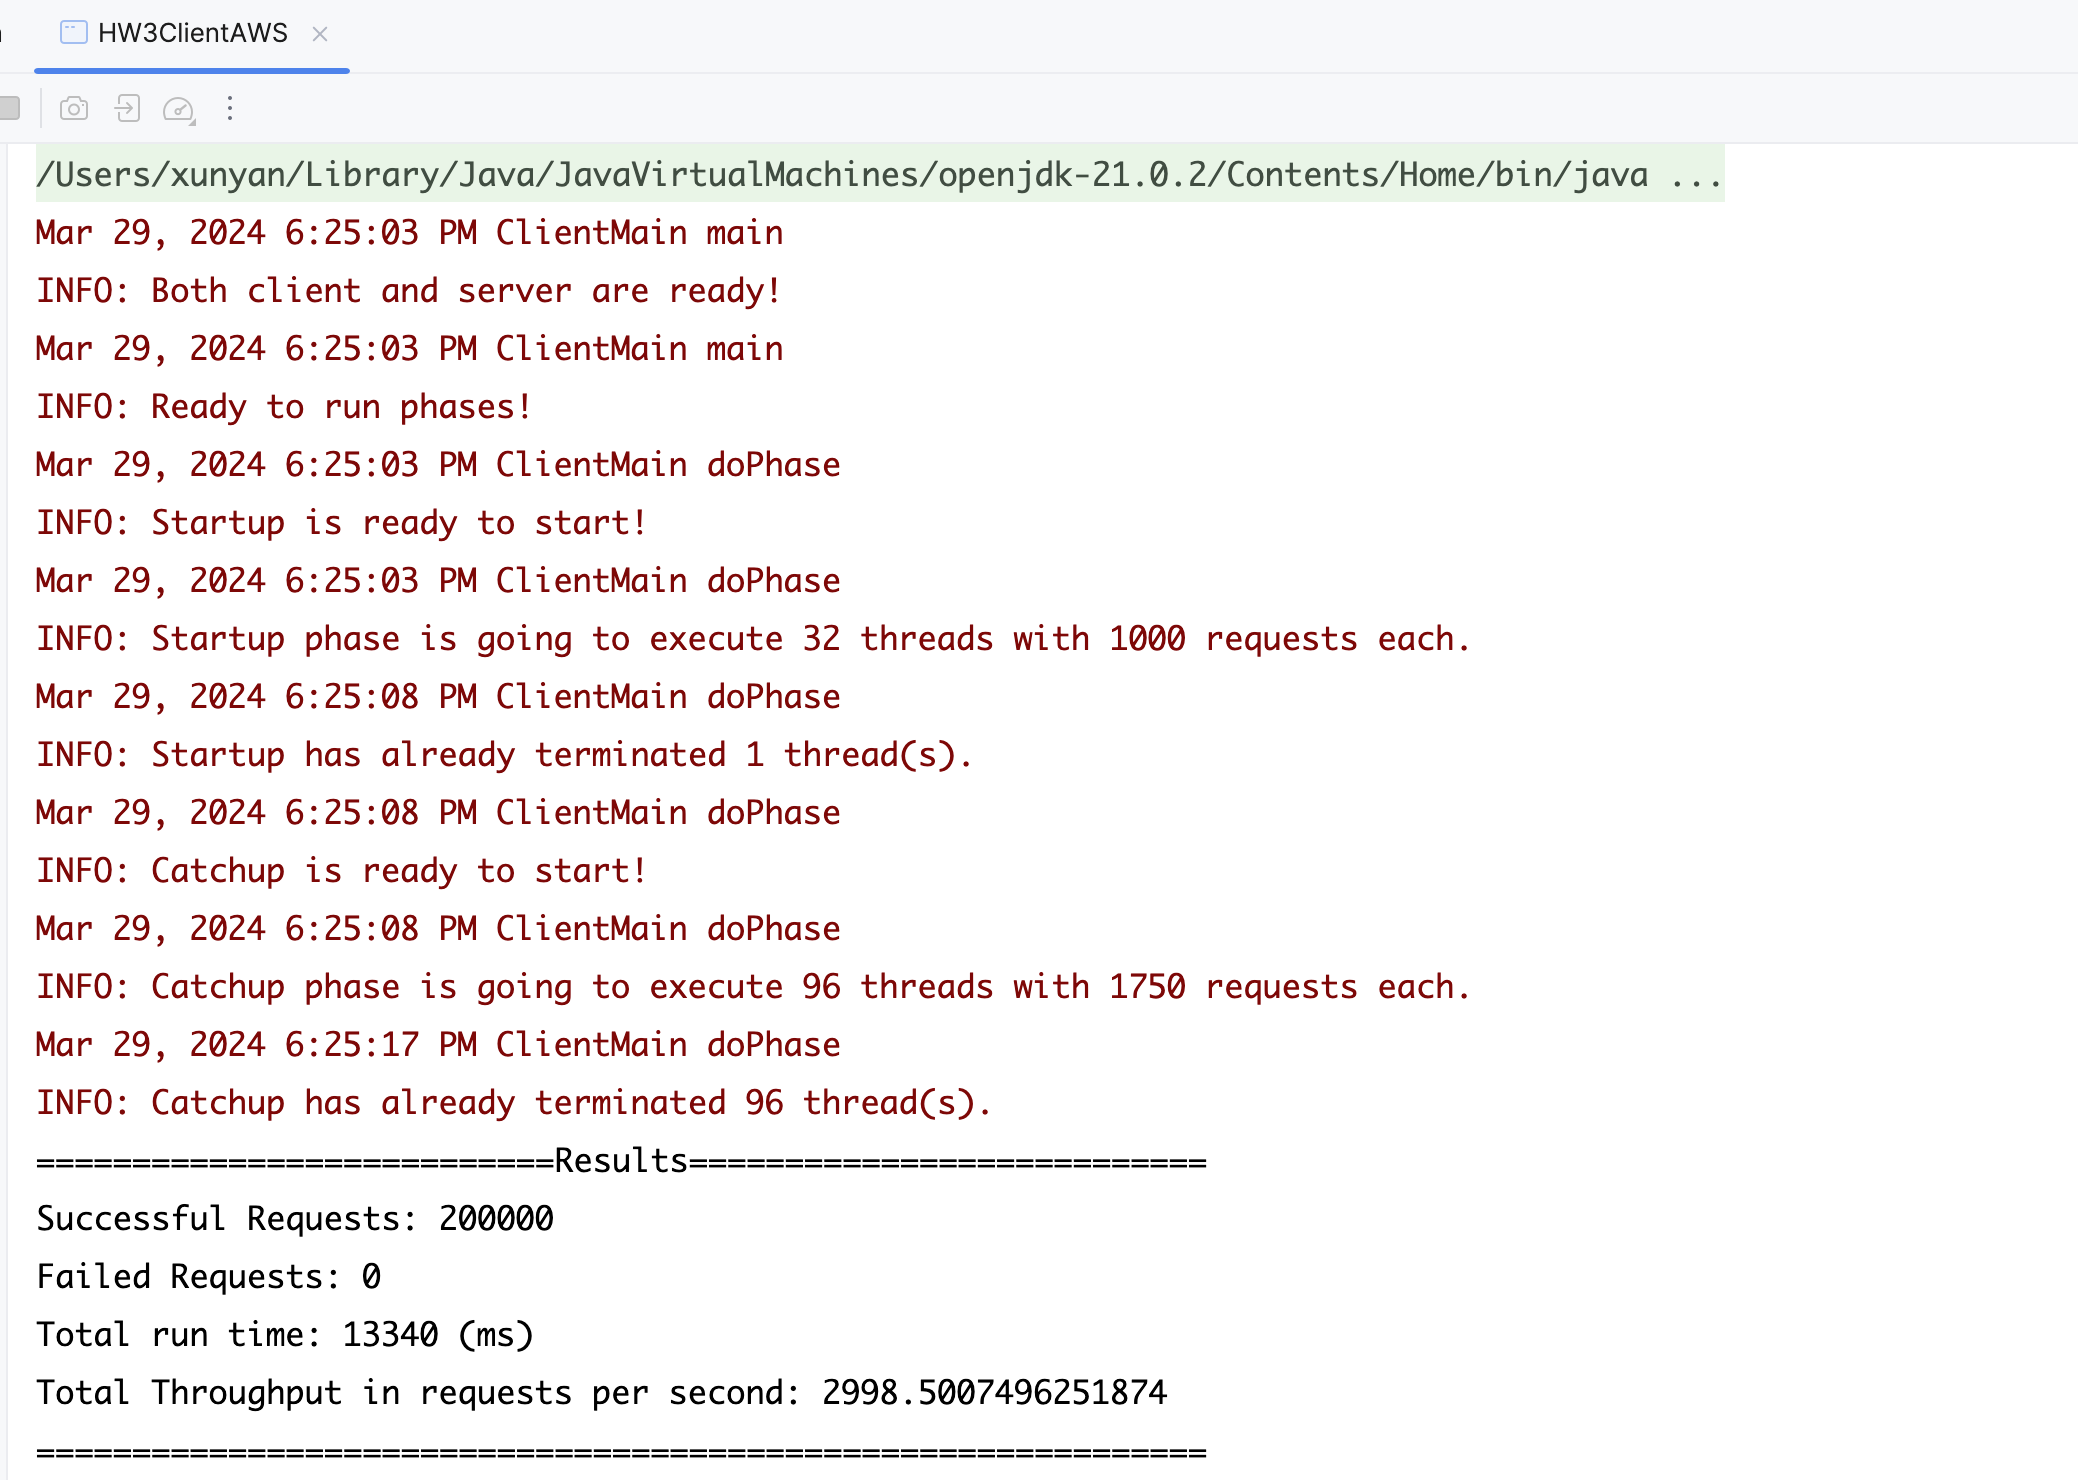 HW3ClientAWS
/Users/xunyan/Library/Java/JavaVirtualMachines/openjdk-21.0.2/Contents/Home/bin/java ...
Mar 29, 2024 6:25:03 PM ClientMain main
INFO: Both client and server are ready!
Mar 29, 2024 6:25:03 PM ClientMain main
INFO: Ready to run phases!
Mar 29, 2024 6:25:03 PM ClientMain doPhase
INFO: Startup is ready to start!
Mar 29, 2024 6:25:03 PM ClientMain doPhase
INFO: Startup phase is going to execute 32 threads with 1000 requests each.
Mar 29, 2024 6:25:08 PM ClientMain doPhase
INFO: Startup has already terminated 1 thread(s).
Mar 29, 2024 6:25:08 PM ClientMain doPhase
INFO: Catchup is ready to start!
Mar 29, 2024 6:25:08 PM ClientMain doPhase
INFO: Catchup phase is going to execute 96 threads with 1750 requests each.
Mar 29, 2024 6:25:17 PM ClientMain doPhase
INFO: Catchup has already terminated 96 thread(s).
===========================Results===========================
Successful Requests: 200000
Failed Requests: 0
Total run time: 13340 (ms)
Total Throughput in requests per second: 2998.5007496251874
=============================================================